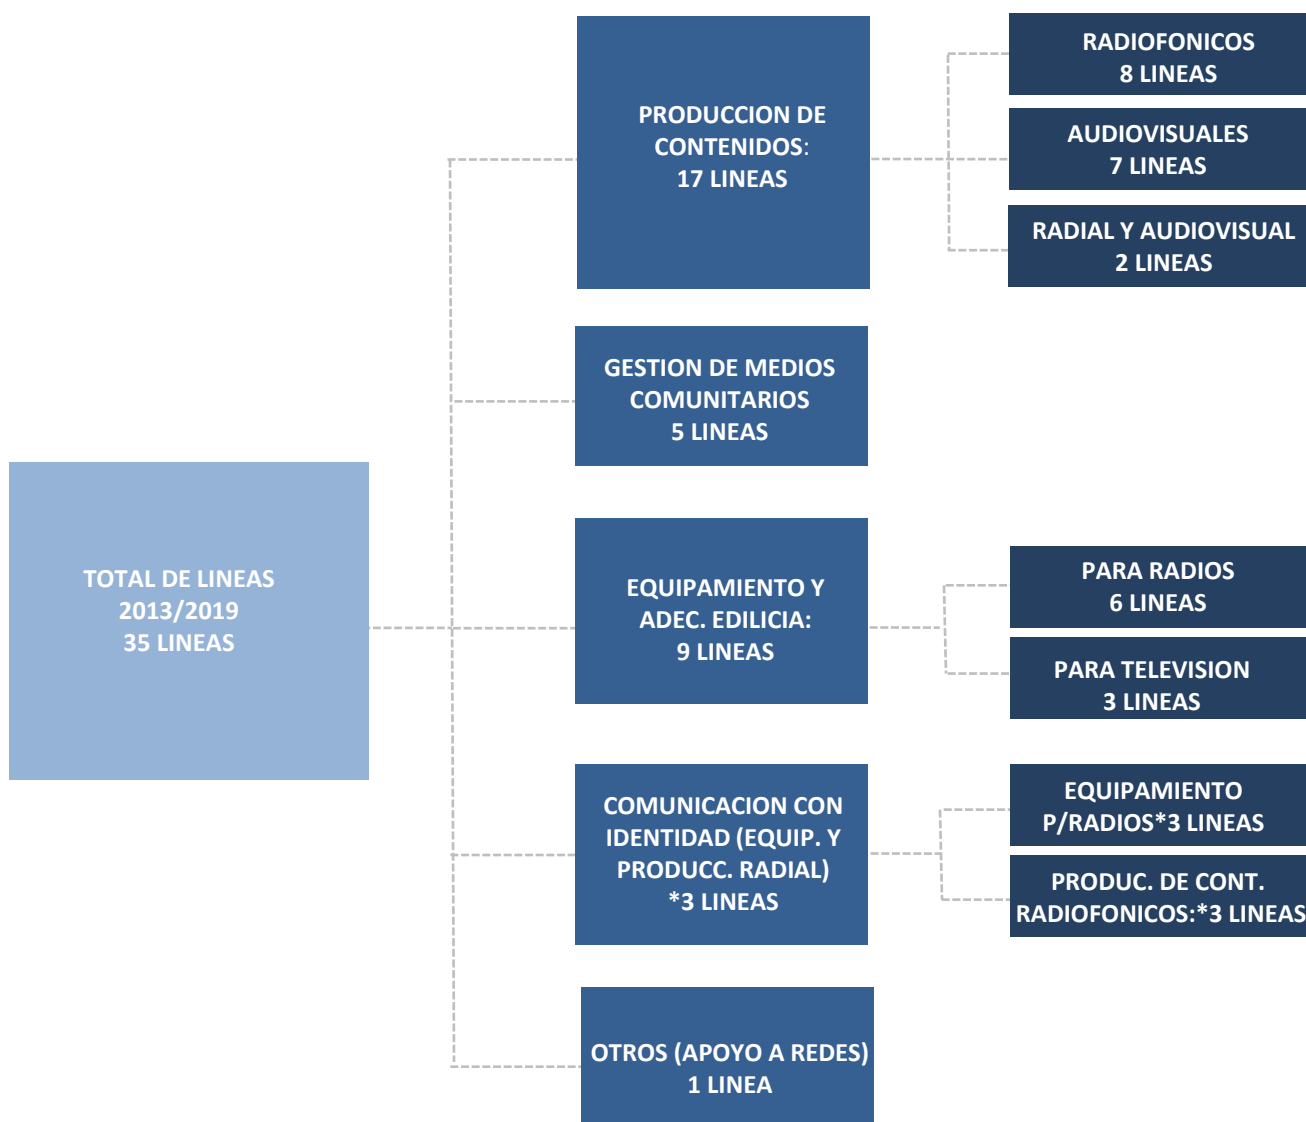 TOTAL DE LINEAS
2013/2019
35 LINEAS
PRODUCCION DE
CONTENIDOS:
17 LINEAS
RADIOFONICOS
8 LINEAS
AUDIOVISUALES
7 LINEAS
RADIAL Y AUDIOVISUAL
2 LINEAS
GESTION DE MEDIOS
COMUNITARIOS
5 LINEAS
EQUIPAMIENTO Y
ADEC. EDILICIA:
9 LINEAS
PARA RADIOS
6 LINEAS
PARA TELEVISION
3 LINEAS
COMUNICACION CON
IDENTIDAD (EQUIP. Y
PRODUCC. RADIAL)
*3 LINEAS
EQUIPAMIENTO
P/RADIOS*3 LINEAS
PRODUC. DE CONT.
RADIOFONICOS:*3 LINEAS
OTROS (APOYO A REDES)
1 LINEA